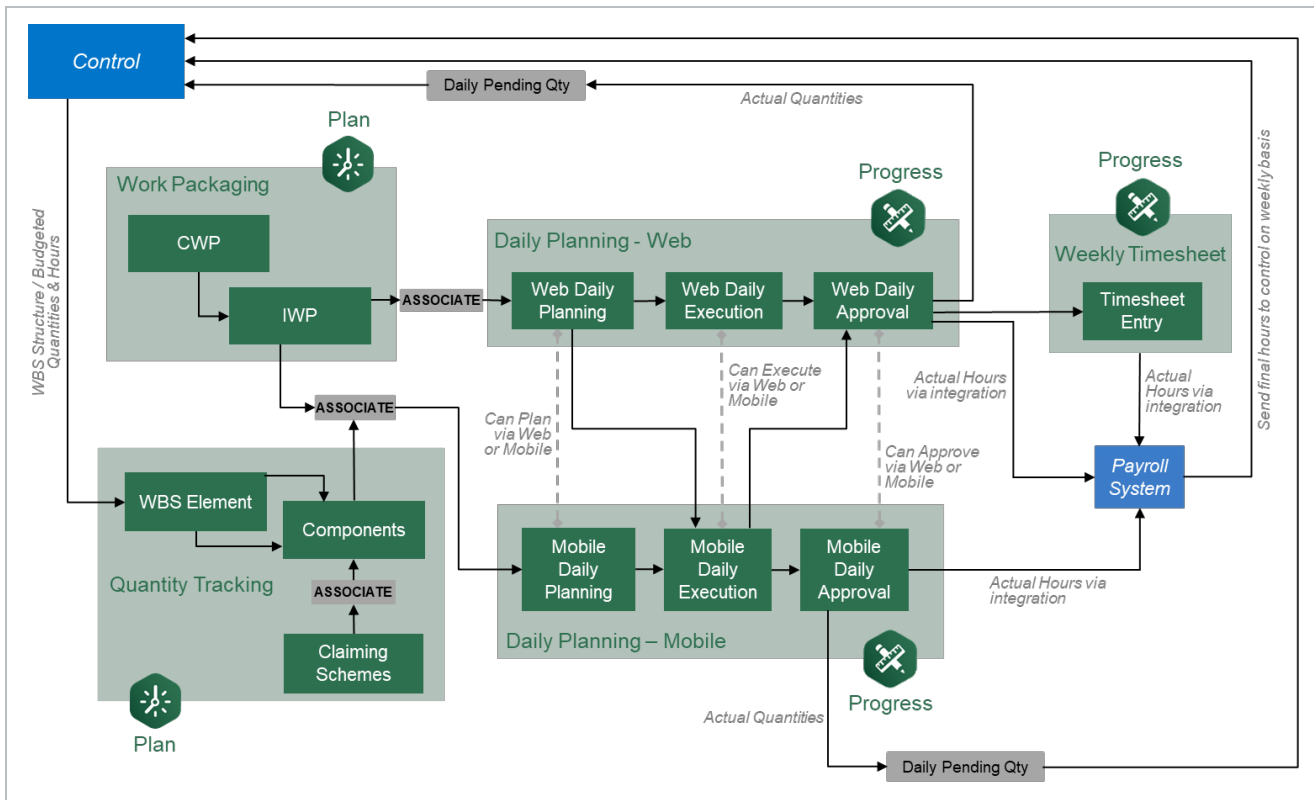 Control
Daily Pending Qty
Actual Quantities
Plan
Work Packaging
CWP
IWP
ASSOCIATE
Progress
Daily Planning - Web
Web Daily
Planning
Web Daily
Execution
Web Daily
Approval
Progress
Weekly Timesheet
Timesheet
Entry
WBS Structure / Budgeted
Quantities & Hours
Send final hours to control on weekly basis
ASSOCIATE
Can Plan
via Web
or Mobile
Can Execute
via Web or
Mobile
Actual Hours
via integration
Can Approve
via Web or
Mobile
Actual
Hours via
integration
Payroll
System
WBS Element
Components
Quantity Tracking
ASSOCIATE
Claiming
Schemes
Plan
Mobile
Daily
Planning
Mobile
Daily
Execution
Mobile
Daily
Approval
Daily Planning – Mobile
Actual Hours via
integration
Progress
Actual Quantities
Daily Pending Qty